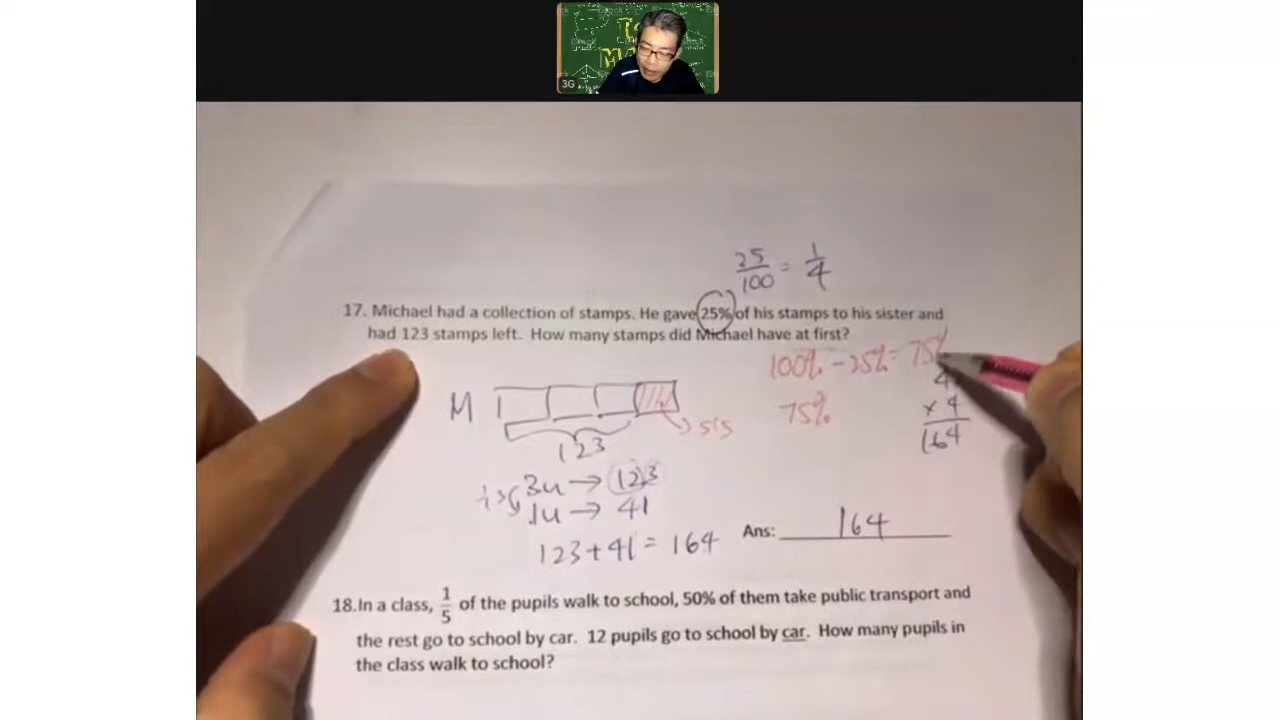 3G
25/100 = 1/4
17. Michael had a collection of stamps. He gave 25% of his stamps to his sister and
had 123 stamps left. How many stamps did Michael have at first?
100% - 25% = 75%
75%
4
× 4
164
M
sis
123
÷3
3u → 123
1u → 41
123 + 41 = 164
Ans: 164
18. In a class, 1/5 of the pupils walk to school, 50% of them take public transport and
the rest go to school by car. 12 pupils go to school by car. How many pupils in
the class walk to school?